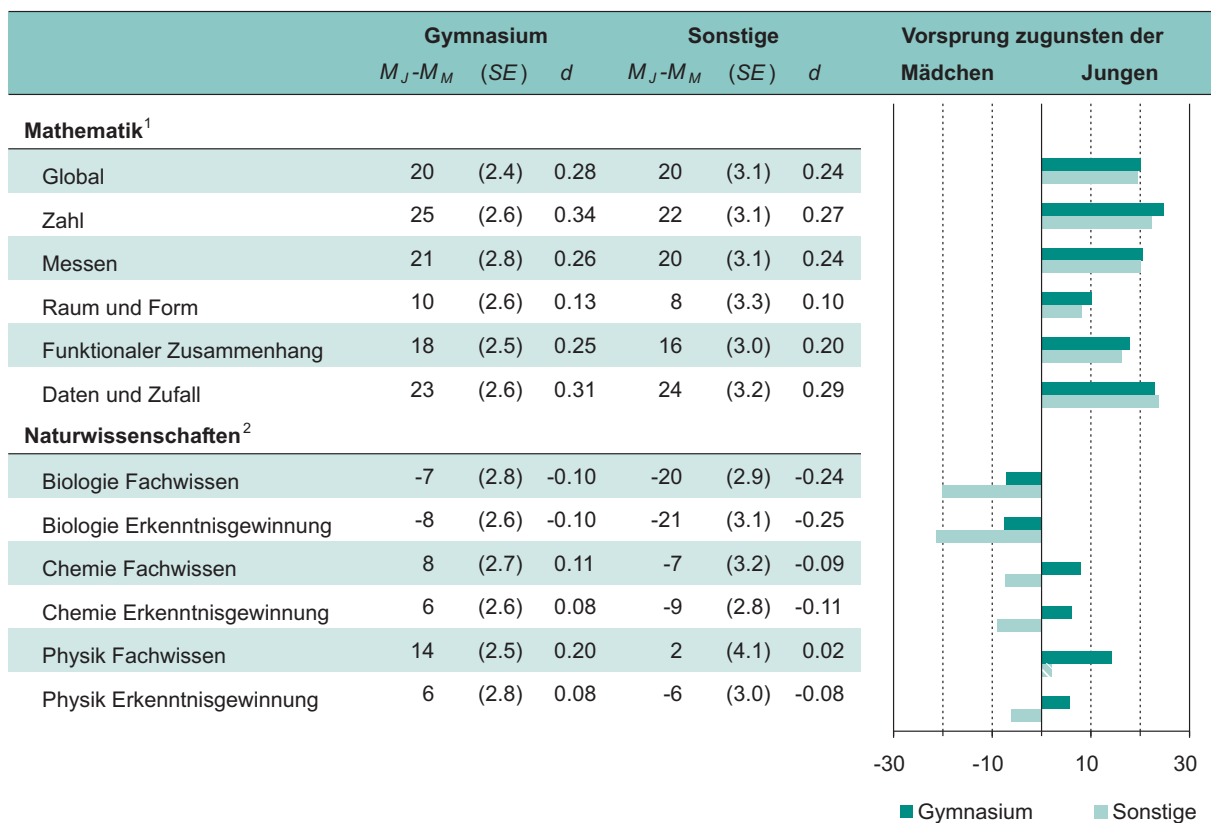 Gymnasium Sonstige Vorsprung zugunsten der
M_J-M_M (SE) d M_J-M_M (SE) d Mädchen Jungen
Mathematik¹
Global 20 (2.4) 0.28 20 (3.1) 0.24
Zahl 25 (2.6) 0.34 22 (3.1) 0.27
Messen 21 (2.8) 0.26 20 (3.1) 0.24
Raum und Form 10 (2.6) 0.13 8 (3.3) 0.10
Funktionaler Zusammenhang 18 (2.5) 0.25 16 (3.0) 0.20
Daten und Zufall 23 (2.6) 0.31 24 (3.2) 0.29
Naturwissenschaften²
Biologie Fachwissen -7 (2.8) -0.10 -20 (2.9) -0.24
Biologie Erkenntnisgewinnung -8 (2.6) -0.10 -21 (3.1) -0.25
Chemie Fachwissen 8 (2.7) 0.11 -7 (3.2) -0.09
Chemie Erkenntnisgewinnung 6 (2.6) 0.08 -9 (2.8) -0.11
Physik Fachwissen 14 (2.5) 0.20 2 (4.1) 0.02
Physik Erkenntnisgewinnung 6 (2.8) 0.08 -6 (3.0) -0.08
-30 -10 10 30
Gymnasium Sonstige